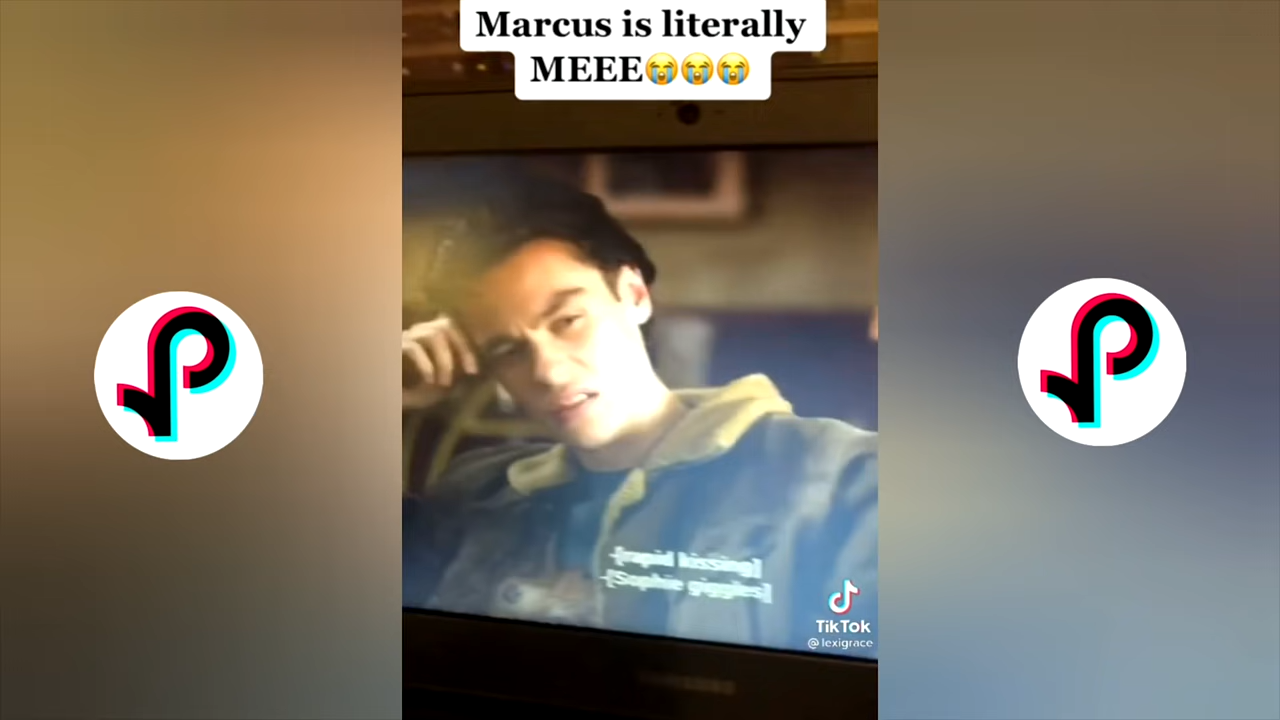 Marcus is literally
MEEE😭😭😭
-[rapid kissing]
-[Sophie giggles]
TikTok
@lexigrace